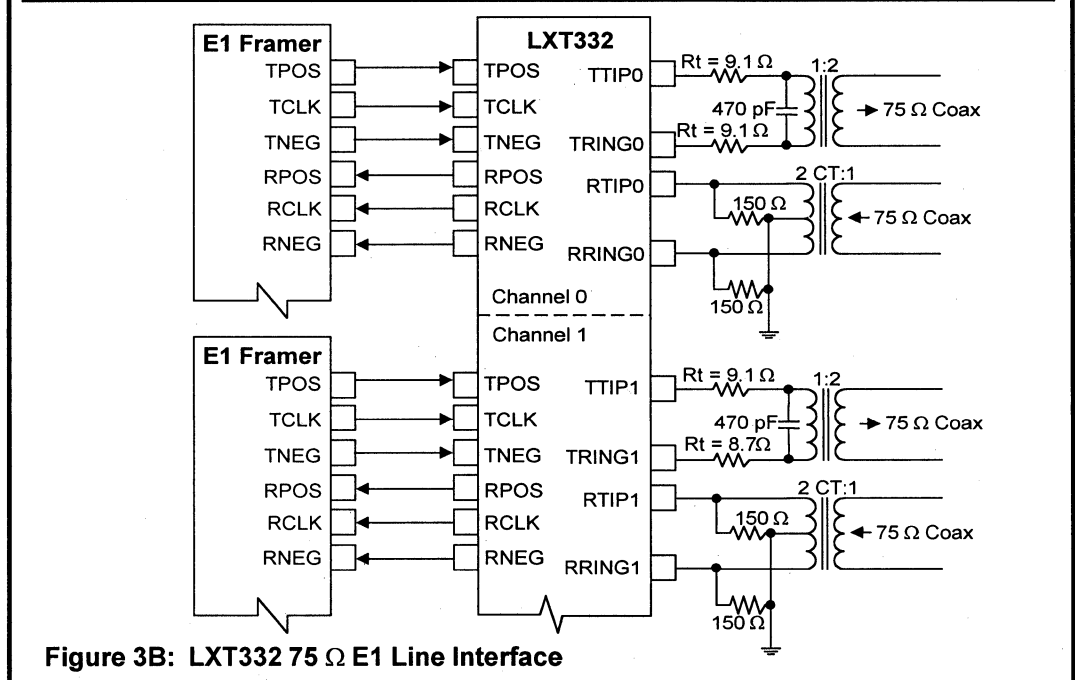 E1 Framer
TPOS
TCLK
TNEG
RPOS
RCLK
RNEG
LXT332
TPOS
TCLK
TNEG
RPOS
RCLK
RNEG
TTIP0
TRING0
RTIP0
RRING0
Channel 0
Rt = 9.1 Ω
470 pF
Rt = 9.1 Ω
1:2
75 Ω Coax
2 CT:1
150 Ω
75 Ω Coax
150 Ω
E1 Framer
TPOS
TCLK
TNEG
RPOS
RCLK
RNEG
Channel 1
TPOS
TCLK
TNEG
RPOS
RCLK
RNEG
TTIP1
TRING1
RTIP1
RRING1
Rt = 9.1 Ω
470 pF
Rt = 8.7Ω
1:2
75 Ω Coax
2 CT:1
150 Ω
75 Ω Coax
150 Ω
Figure 3B: LXT332 75 Ω E1 Line Interface